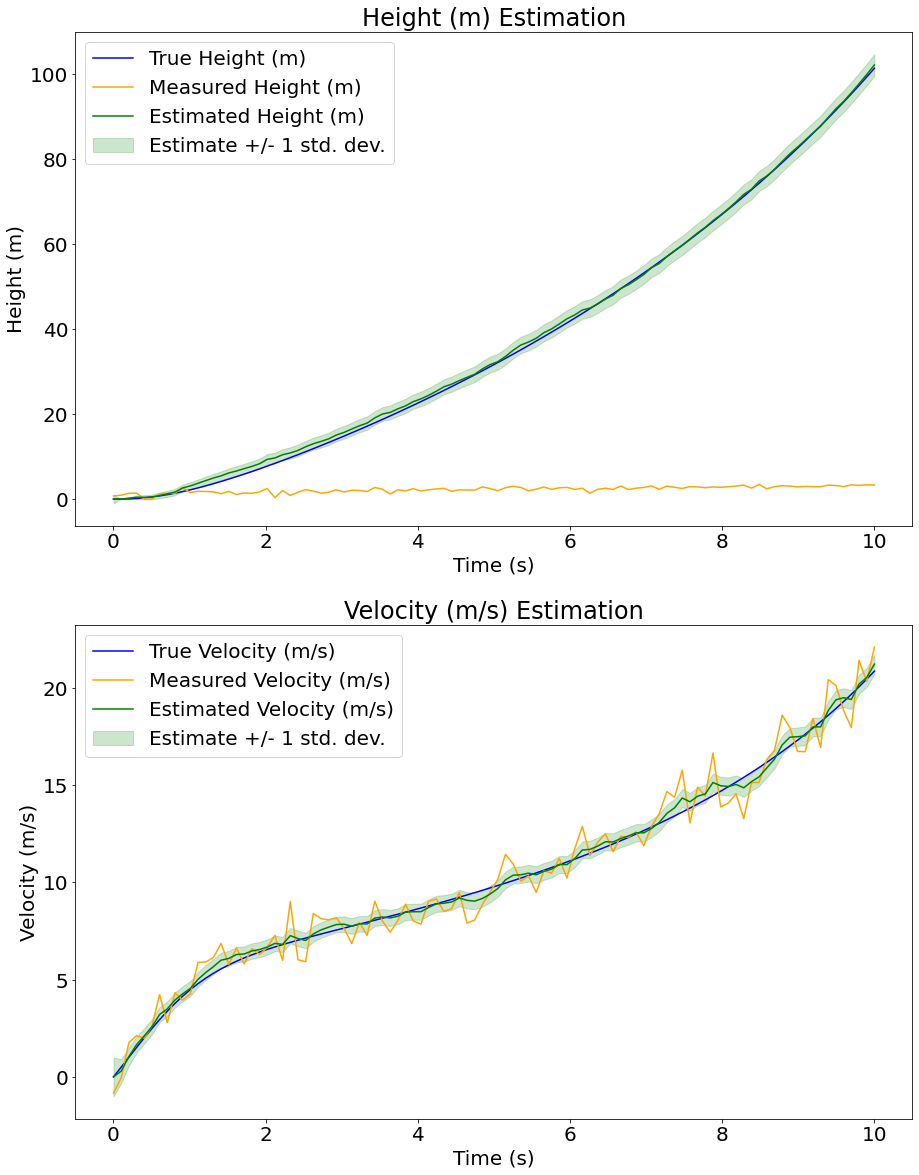 Height (m) Estimation
True Height (m)
Measured Height (m)
Estimated Height (m)
Estimate +/- 1 std. dev.
100
80
60
40
20
0
Height (m)
0 2 4 6 8 10
Time (s)
Velocity (m/s) Estimation
True Velocity (m/s)
Measured Velocity (m/s)
Estimated Velocity (m/s)
Estimate +/- 1 std. dev.
20
15
10
5
0
Velocity (m/s)
0 2 4 6 8 10
Time (s)